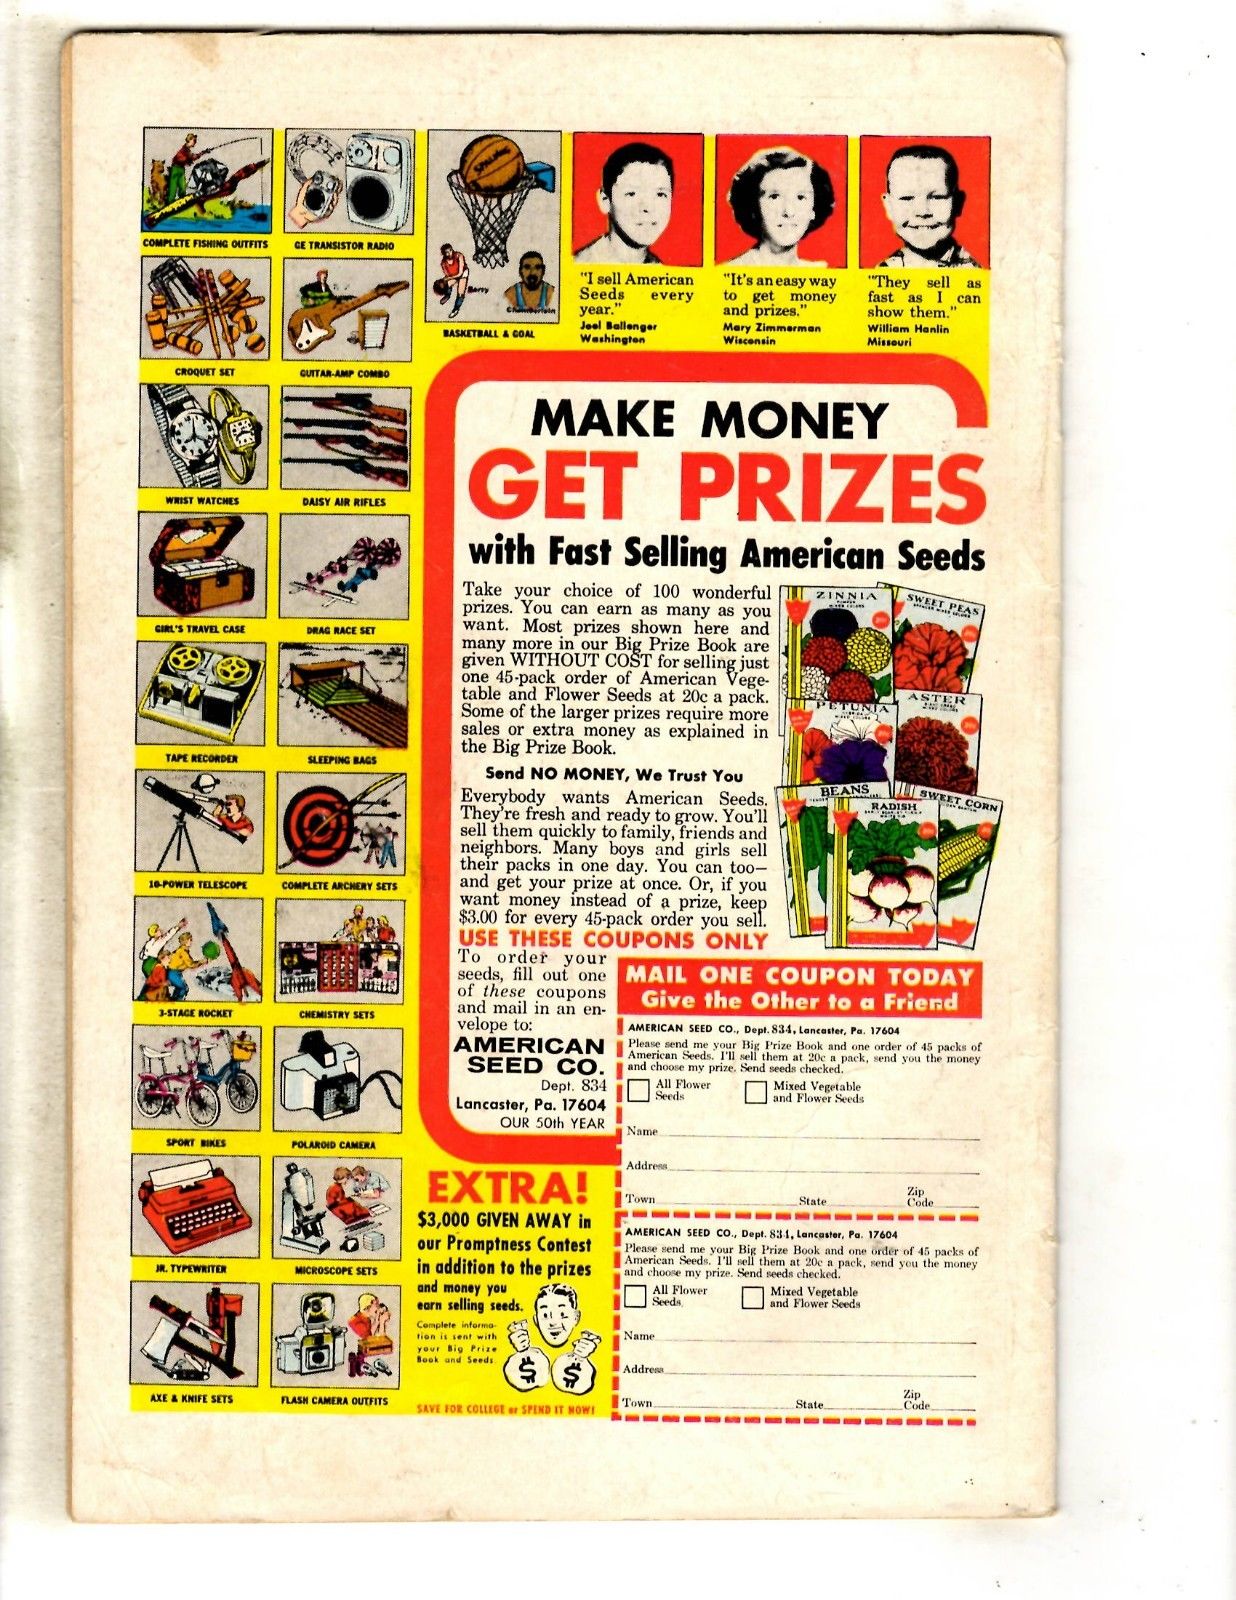 COMPLETE FISHING OUTFITS
GE TRANSISTOR RADIO
SPALDING
Barry
Chamberlain
BASKETBALL & GOAL
"I sell American
Seeds every
year."
Joel Ballenger
Washington
"It's an easy way
to get money
and prizes."
Mary Zimmerman
Wisconsin
"They sell as
fast as I can
show them."
William Hanlin
Missouri
CROQUET SET
GUITAR-AMP COMBO
WRIST WATCHES
DAISY AIR RIFLES
GIRL'S TRAVEL CASE
DRAG RACE SET
TAPE RECORDER
SLEEPING BAGS
10-POWER TELESCOPE
COMPLETE ARCHERY SETS
3-STAGE ROCKET
CHEMISTRY SETS
SPORT BIKES
POLAROID CAMERA
JR. TYPEWRITER
MICROSCOPE SETS
AXE & KNIFE SETS
FLASH CAMERA OUTFITS
MAKE MONEY
GET PRIZES
with Fast Selling American Seeds
Take your choice of 100 wonderful
prizes. You can earn as many as you
want. Most prizes shown here and
many more in our Big Prize Book are
given WITHOUT COST for selling just
one 45-pack order of American Vege-
table and Flower Seeds at 20c a pack.
Some of the larger prizes require more
sales or extra money as explained in
the Big Prize Book.
Send NO MONEY, We Trust You
Everybody wants American Seeds.
They're fresh and ready to grow. You'll
sell them quickly to family, friends and
neighbors. Many boys and girls sell
their packs in one day. You can too—
and get your prize at once. Or, if you
want money instead of a prize, keep
$3.00 for every 45-pack order you sell.
USE THESE COUPONS ONLY
To order your
seeds, fill out one
of these coupons
and mail in an en-
velope to:
AMERICAN
SEED CO.
Dept. 834
Lancaster, Pa. 17604
OUR 50th YEAR
ZINNIA
MIXED COLORS
SWEET PEAS
PETUNIA
MIXED COLORS
ASTER
MIXED COLORS
BEANS
RADISH
SWEET CORN
MAIL ONE COUPON TODAY
Give the Other to a Friend
AMERICAN SEED CO., Dept. 834, Lancaster, Pa. 17604
Please send me your Big Prize Book and one order of 45 packs of
American Seeds. I'll sell them at 20c a pack, send you the money
and choose my prize. Send seeds checked.
All Flower
Seeds
Mixed Vegetable
and Flower Seeds
Name
Address
Town State Zip
Code
AMERICAN SEED CO., Dept. 834, Lancaster, Pa. 17604
Please send me your Big Prize Book and one order of 45 packs of
American Seeds. I'll sell them at 20c a pack, send you the money
and choose my prize. Send seeds checked.
All Flower
Seeds
Mixed Vegetable
and Flower Seeds
Name
Address
Town State Zip
Code
EXTRA!
$3,000 GIVEN AWAY in
our Promptness Contest
in addition to the prizes
and money you
earn selling seeds.
Complete informa-
tion is sent with
your Big Prize
Book and Seeds.
$ $
SAVE FOR COLLEGE or SPEND IT NOW!